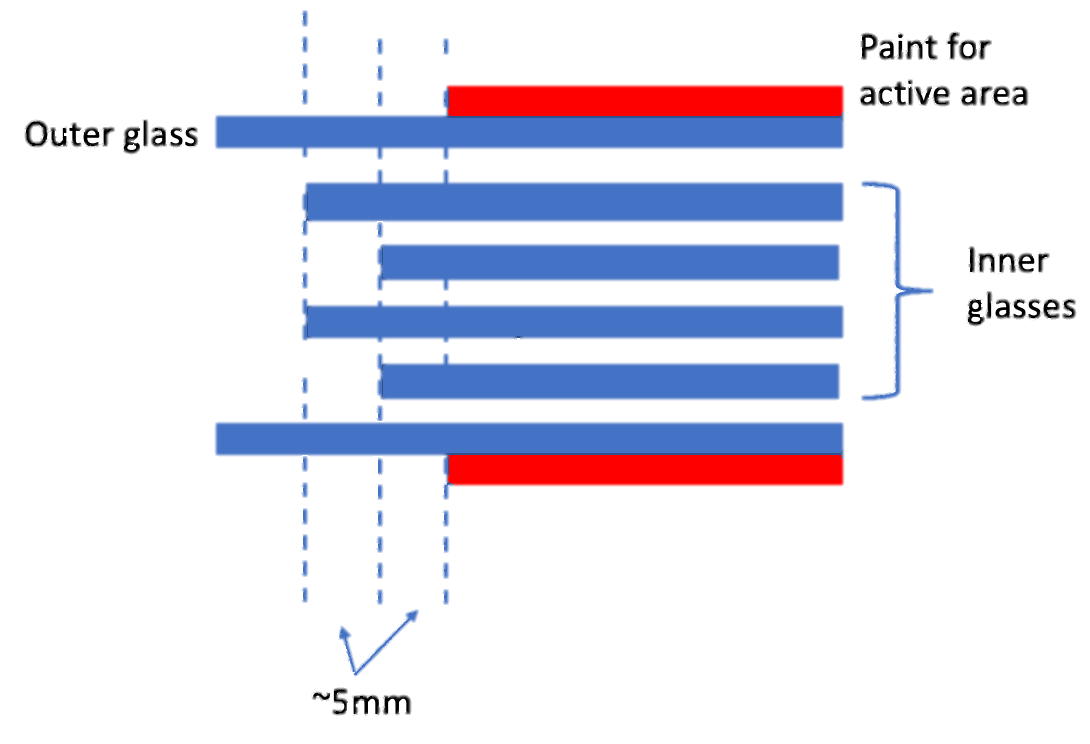 Paint for
active area
Outer glass
Inner
glasses
~5mm